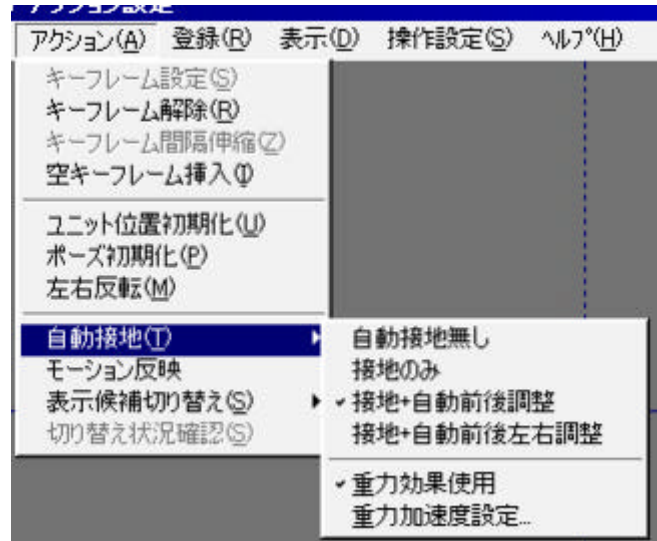 アクション設定
アクション(A) 登録(R) 表示(D) 操作設定(S) ﾍﾙﾌﾟ(H)
キーフレーム設定(S)
キーフレーム解除(R)
キーフレーム間隔伸縮(Z)
空キーフレーム挿入(I)
ユニット位置初期化(U)
ポーズ初期化(P)
左右反転(M)
自動接地(T)
モーション反映
表示候補切り替え(S)
切り替え状況確認(S)
自動接地無し
接地のみ
接地+自動前後調整
接地+自動前後左右調整
重力効果使用
重力加速度設定...